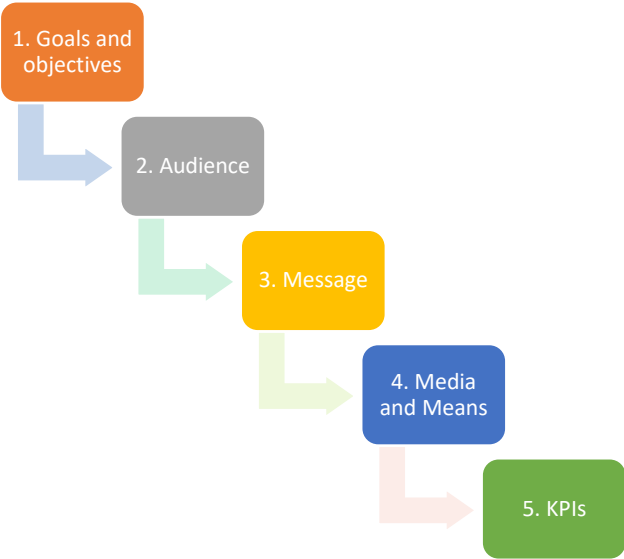 1. Goals and
objectives
2. Audience
3. Message
4. Media
and Means
5. KPIs